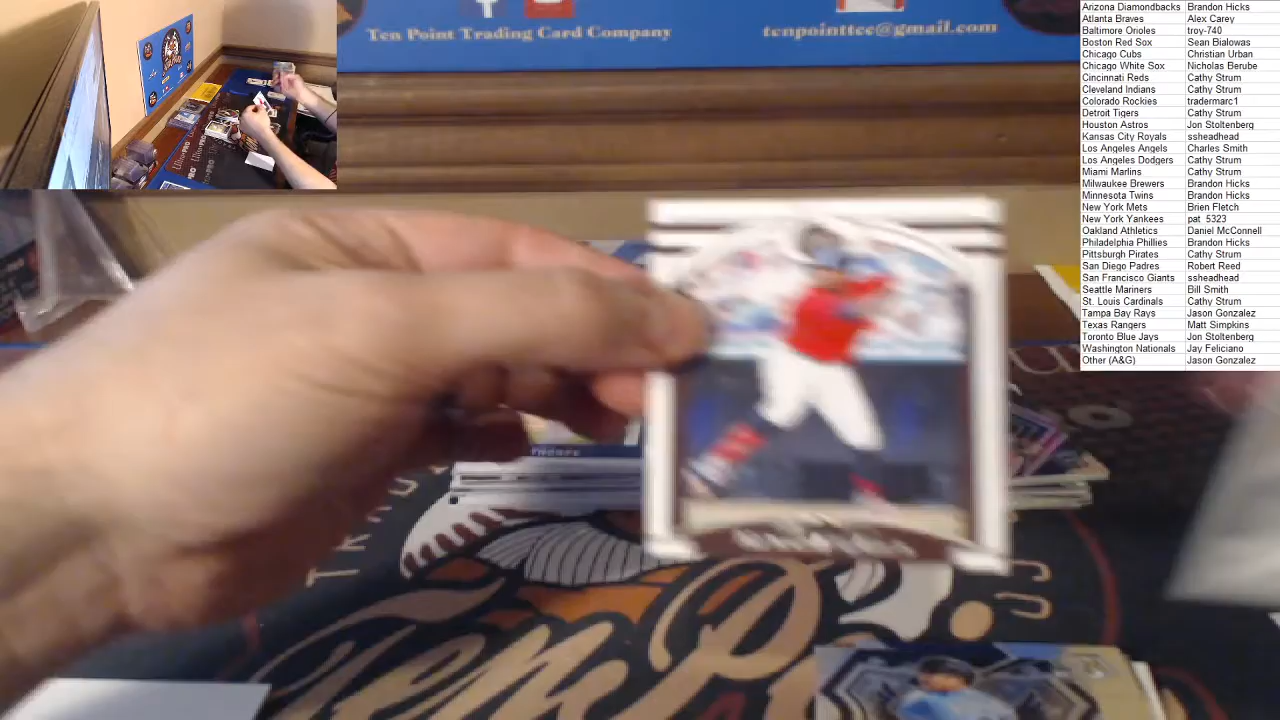 Ten Point Trading Card Company
tenpointtcc@gmail.com
Arizona Diamondbacks Brandon Hicks
Atlanta Braves Alex Carey
Baltimore Orioles troy-740
Boston Red Sox Sean Bialowas
Chicago Cubs Christian Urban
Chicago White Sox Nicholas Berube
Cincinnati Reds Cathy Strum
Cleveland Indians Cathy Strum
Colorado Rockies tradermarc1
Detroit Tigers Cathy Strum
Houston Astros Jon Stoltenberg
Kansas City Royals ssheadhead
Los Angeles Angels Charles Smith
Los Angeles Dodgers Cathy Strum
Miami Marlins Cathy Strum
Milwaukee Brewers Brandon Hicks
Minnesota Twins Brandon Hicks
New York Mets Brien Fletch
New York Yankees pat_5323
Oakland Athletics Daniel McConnell
Philadelphia Phillies Brandon Hicks
Pittsburgh Pirates Cathy Strum
San Diego Padres Robert Reed
San Francisco Giants ssheadhead
Seattle Mariners Bill Smith
St. Louis Cardinals Cathy Strum
Tampa Bay Rays Jason Gonzalez
Texas Rangers Matt Simpkins
Toronto Blue Jays Jon Stoltenberg
Washington Nationals Jay Feliciano
Other (A&G) Jason Gonzalez
THORPE
Ten P